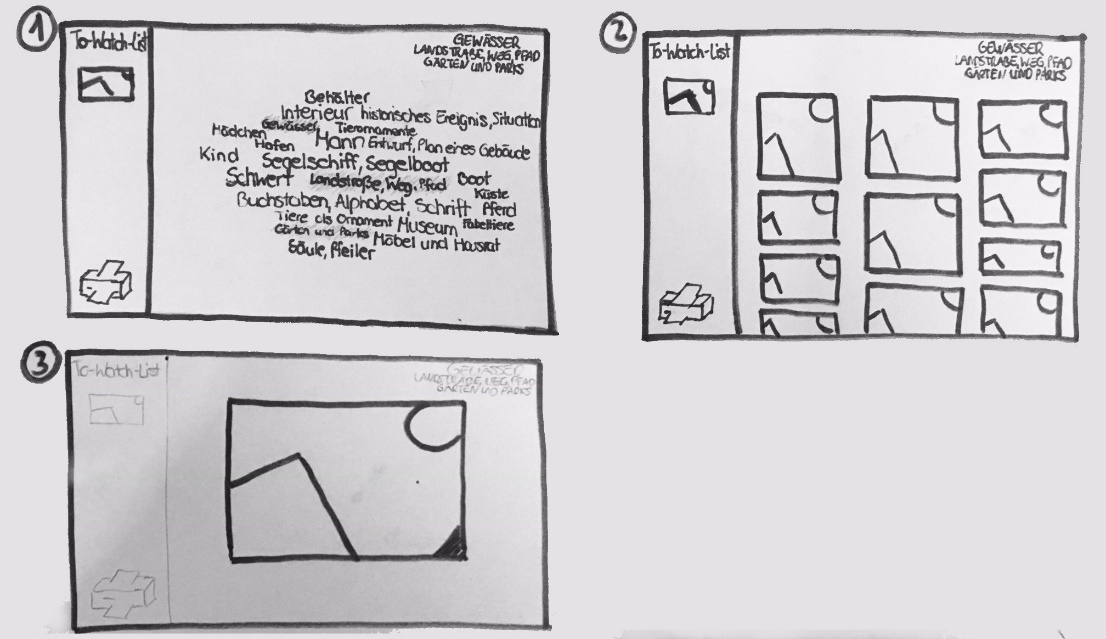 1
To-Watch-List
GEWÄSSER
LANDSTRAßE, WEG, PFAD
GÄRTEN UND PARKS
Behälter
Interieur historisches Ereignis, Situation
Gewässer Tierornamente
Mädchen Hafen Mann Entwurf, Plan eines Gebäude
Kind Segelschiff, Segelboot
Schwert Landstraße, Weg, Pfad Boot
Küste
Buchstaben, Alphabet, Schrift Pferd
Tiere als Ornament Museum Fabeltiere
Gärten und Parks Möbel und Hausrat
Säule, Pfeiler
2
To-Watch-List
GEWÄSSER
LANDSTRAßE, WEG, PFAD
GÄRTEN UND PARKS
3
To-Watch-List
GEWÄSSER
LANDSTRAßE, WEG, PFAD
GÄRTEN UND PARKS